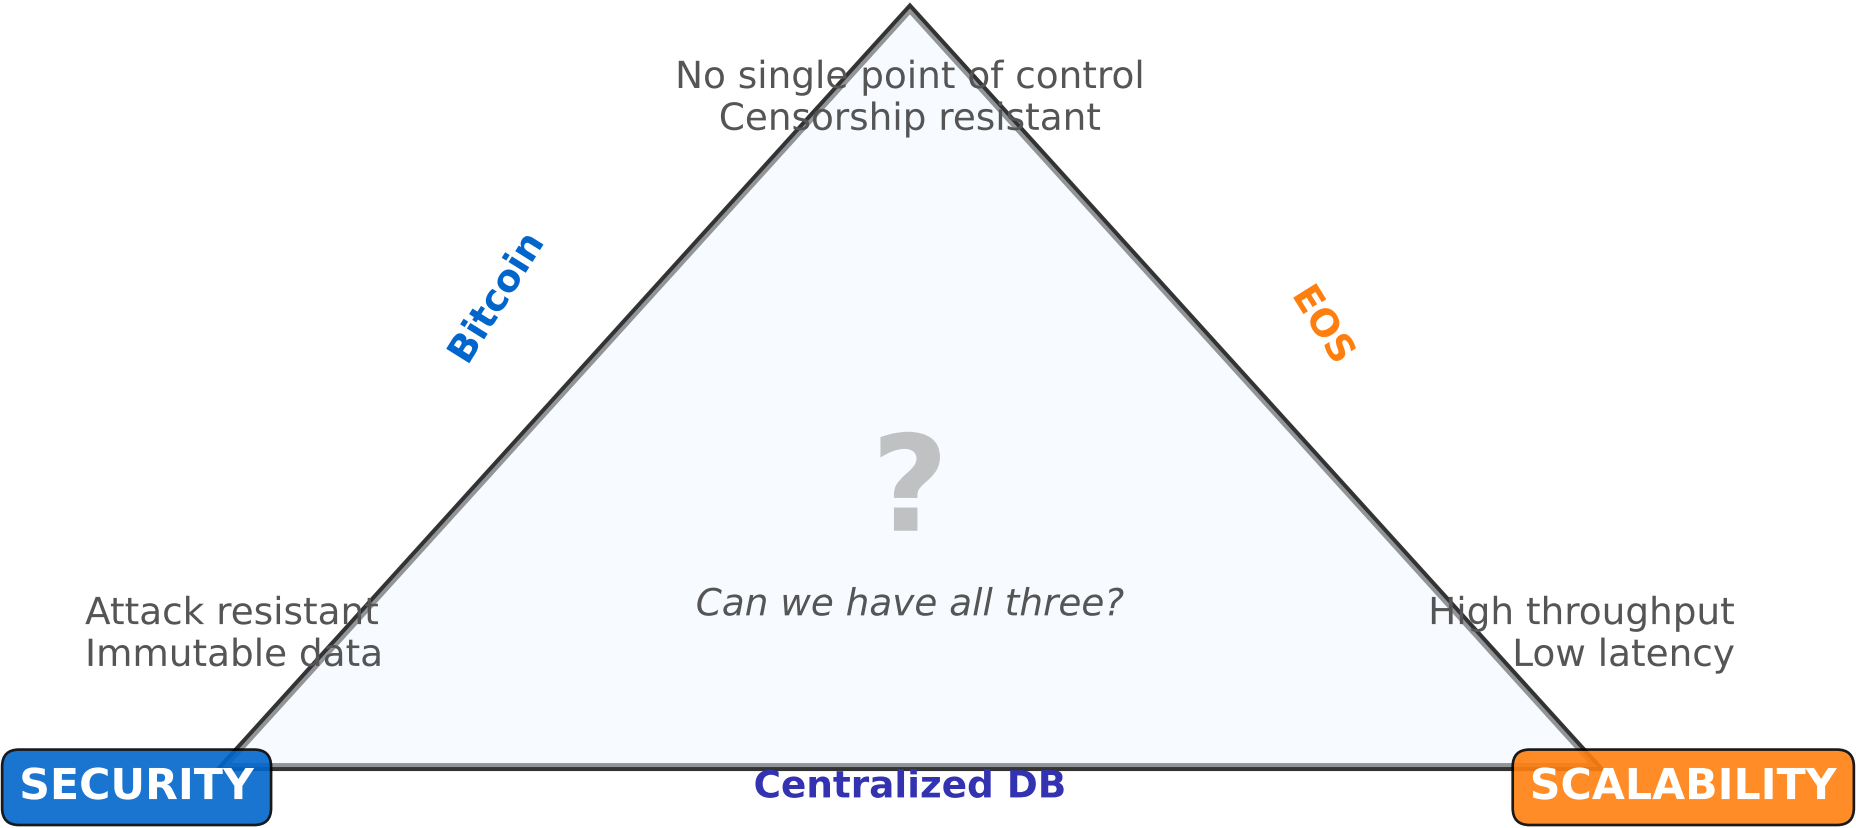 No single point of control
Censorship resistant
Bitcoin
EOS
?
Can we have all three?
Attack resistant
Immutable data
High throughput
Low latency
SECURITY
Centralized DB
SCALABILITY